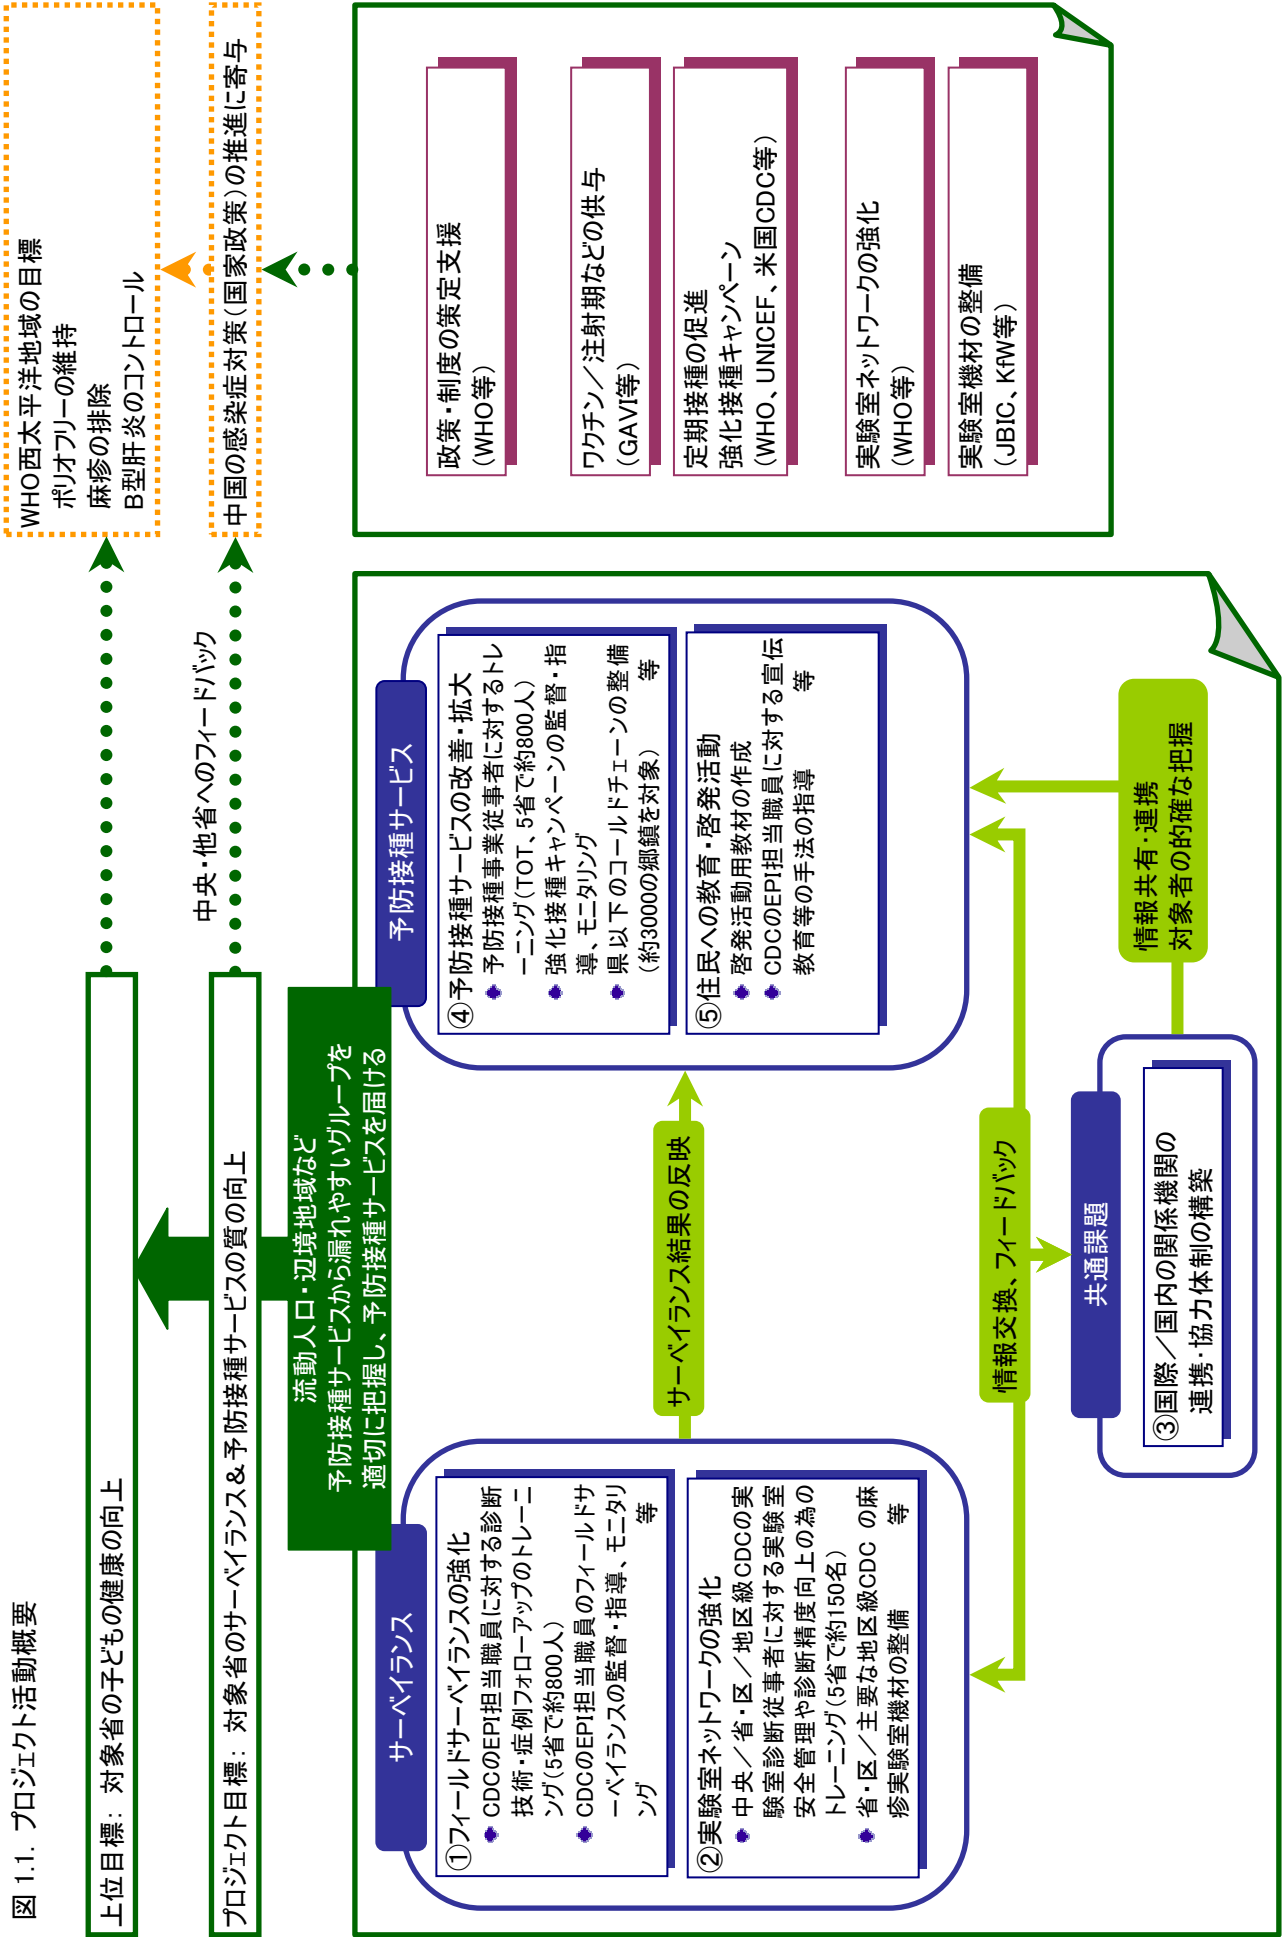 図 1.1. プロジェクト活動概要
上位目標： 対象省の子どもの健康の向上
WHO西太平洋地域の目標
ポリオフリーの維持
麻疹の排除
B型肝炎のコントロール
中央・他省へのフィードバック
プロジェクト目標： 対象省のサーベイランス＆予防接種サービスの質の向上
中国の感染症対策（国家政策）の推進に寄与
流動人口・辺境地域など
予防接種サービスから漏れやすいグループを
適切に把握し、予防接種サービスを届ける
サーベイランス
①フィールドサーベイランスの強化
CDCのEPI担当職員に対する診断
技術・症例フォローアップのトレーニ
ング（5省で約800人）
CDCのEPI担当職員のフィールドサ
ーベイランスの監督・指導、モニタリ
ング 等
②実験室ネットワークの強化
中央／省・区／地区級CDCの実
験室診断従事者に対する実験室
安全管理や診断精度向上の為の
トレーニング（5省で約150名）
省・区／主要な地区級CDC の麻
疹実験室機材の整備 等
サーベイランス結果の反映
予防接種サービス
④予防接種サービスの改善・拡大
予防接種事業従事者に対するトレ
ーニング（TOT、5省で約800人）
強化接種キャンペーンの監督・指
導、モニタリング
県以下のコールドチェーンの整備
（約3000の郷鎮を対象） 等
⑤住民への教育・啓発活動
啓発活動用教材の作成
CDCのEPI担当職員に対する宣伝
教育等の手法の指導 等
情報交換、フィードバック
共通課題
③国際／国内の関係機関の
連携・協力体制の構築
情報共有・連携
対象者的確な把握
政策・制度の策定支援
（WHO等）
ワクチン／注射期などの供与
（GAVI等）
定期接種の促進
強化接種キャンペーン
（WHO、UNICEF、米国CDC等）
実験室ネットワークの強化
（WHO等）
実験室機材の整備
（JBIC、KfW等）